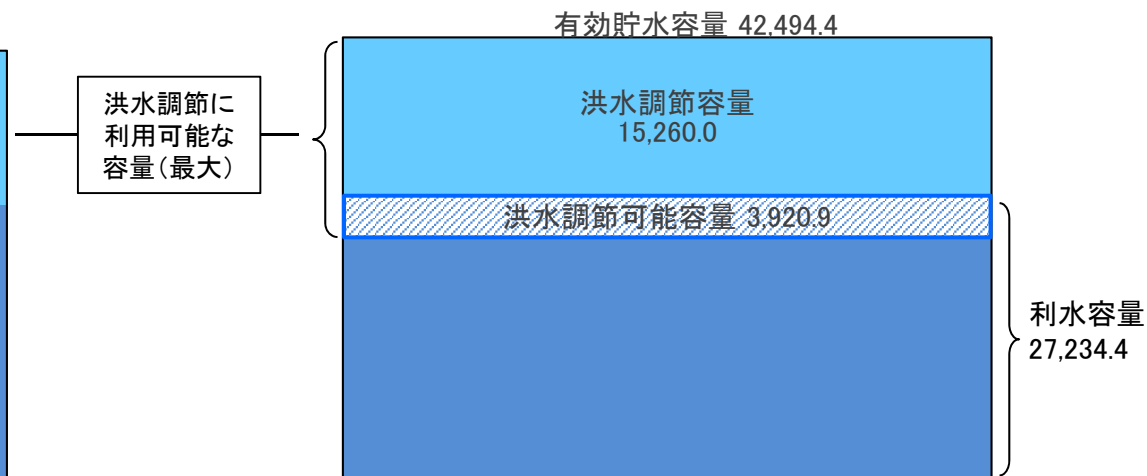 有効貯水容量 42,494.4
洪水調節に
利用可能な
容量（最大）
洪水調節容量
15,260.0
洪水調節可能容量 3,920.9
利水容量
27,234.4